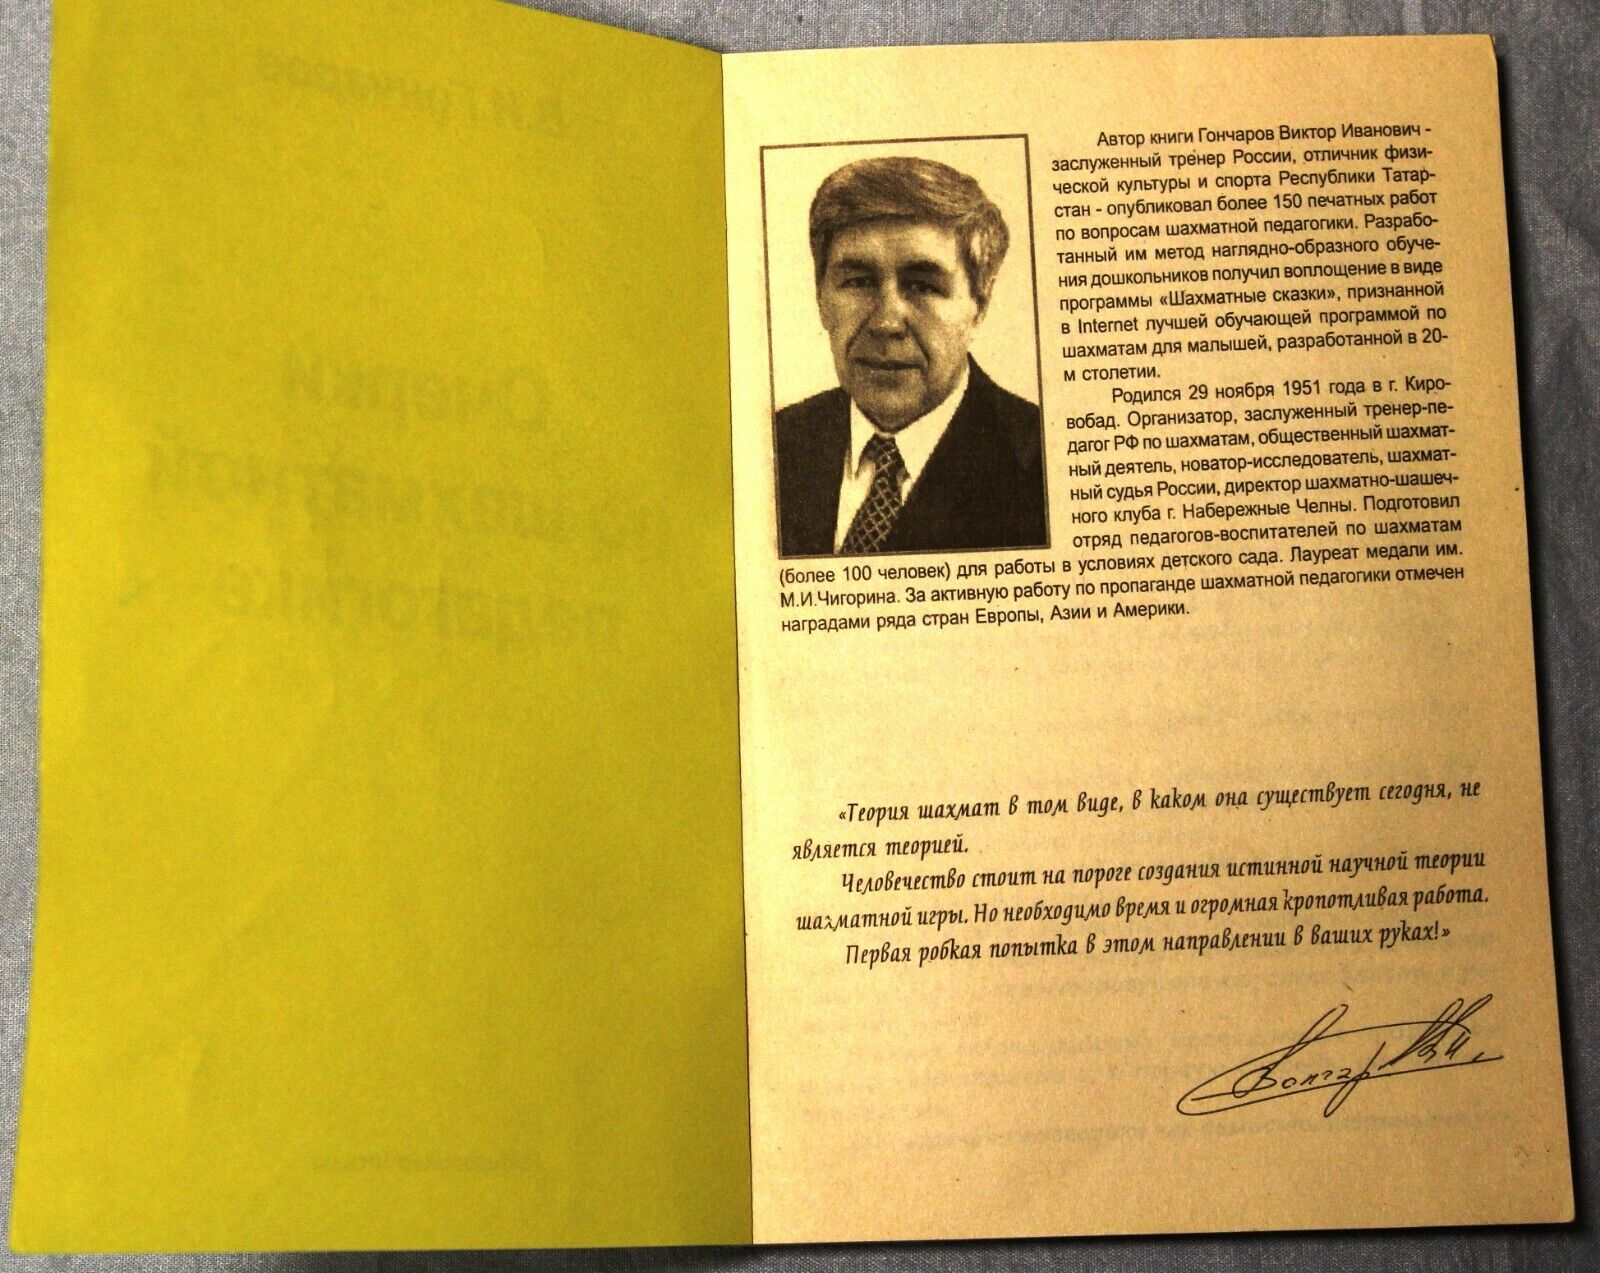 Автор книги Гончаров Виктор Иванович -
заслуженный тренер России, отличник физи-
ческой культуры и спорта Республики Татар-
стан - опубликовал более 150 печатных работ
по вопросам шахматной педагогики. Разрабо-
танный им метод наглядно-образного обуче-
ния дошкольников получил воплощение в виде
программы «Шахматные сказки», признанной
в Internet лучшей обучающей программой по
шахматам для малышей, разработанной в 20-
м столетии.
Родился 29 ноября 1951 года в г. Киро-
вобад. Организатор, заслуженный тренер-пе-
дагог РФ по шахматам, общественный шахмат-
ный деятель, новатор-исследователь, шахмат-
ный судья России, директор шахматно-шашеч-
ного клуба г. Набережные Челны. Подготовил
отряд педагогов-воспитателей по шахматам
(более 100 человек) для работы в условиях детского сада. Лауреат медали им.
М.И.Чигорина. За активную работу по пропаганде шахматной педагогики отмечен
наградами ряда стран Европы, Азии и Америки.
«Теория шахмат в том виде, в каком она существует сегодня, не
является теорией.
Человечество стоит на пороге создания истинной научной теории
шахматной игры. Но необходимо время и огромная кропотливая работа.
Первая робкая попытка в этом направлении в ваших руках!»